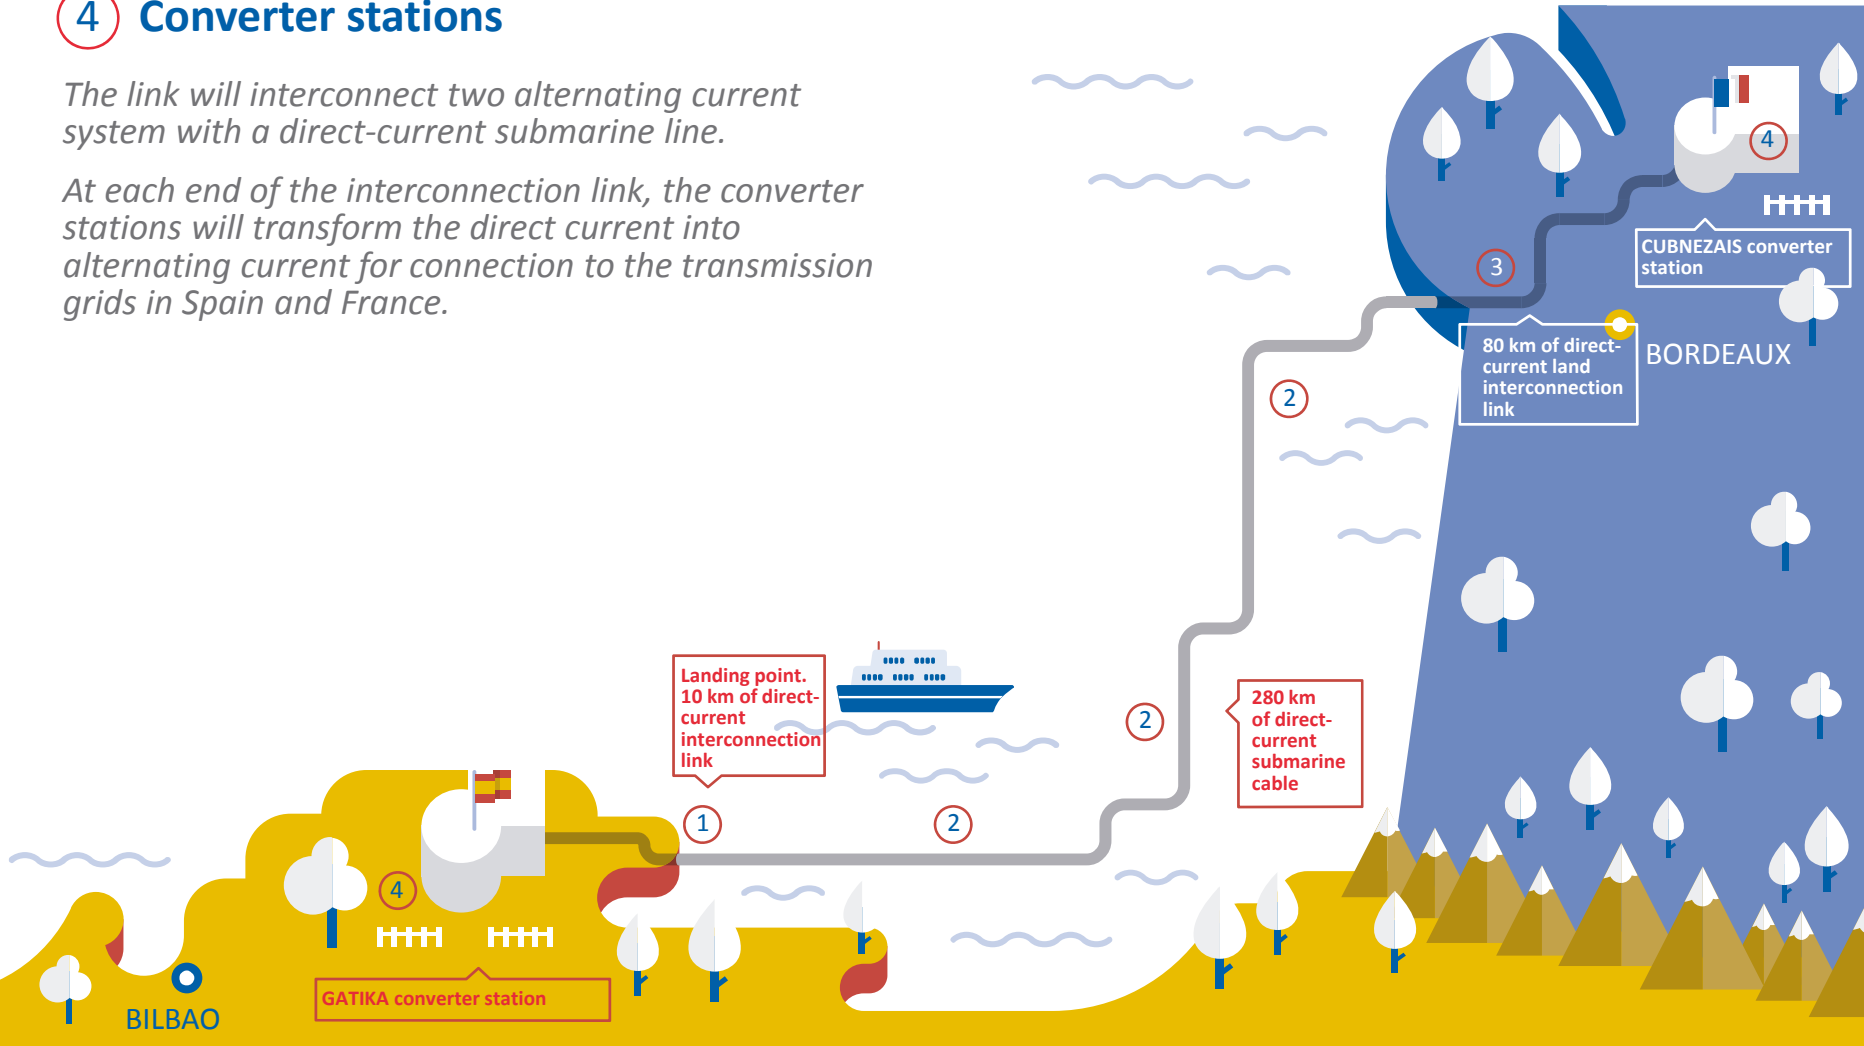 4 Converter stations
The link will interconnect two alternating current
system with a direct-current submarine line.
At each end of the interconnection link, the converter
stations will transform the direct current into
alternating current for connection to the transmission
grids in Spain and France.
4
CUBNEZAIS converter
station
3
80 km of direct-
current land
interconnection
link
BORDEAUX
2
Landing point.
10 km of direct-
current
interconnection
link
2
280 km
of direct-
current
submarine
cable
1
2
4
GATIKA converter station
BILBAO